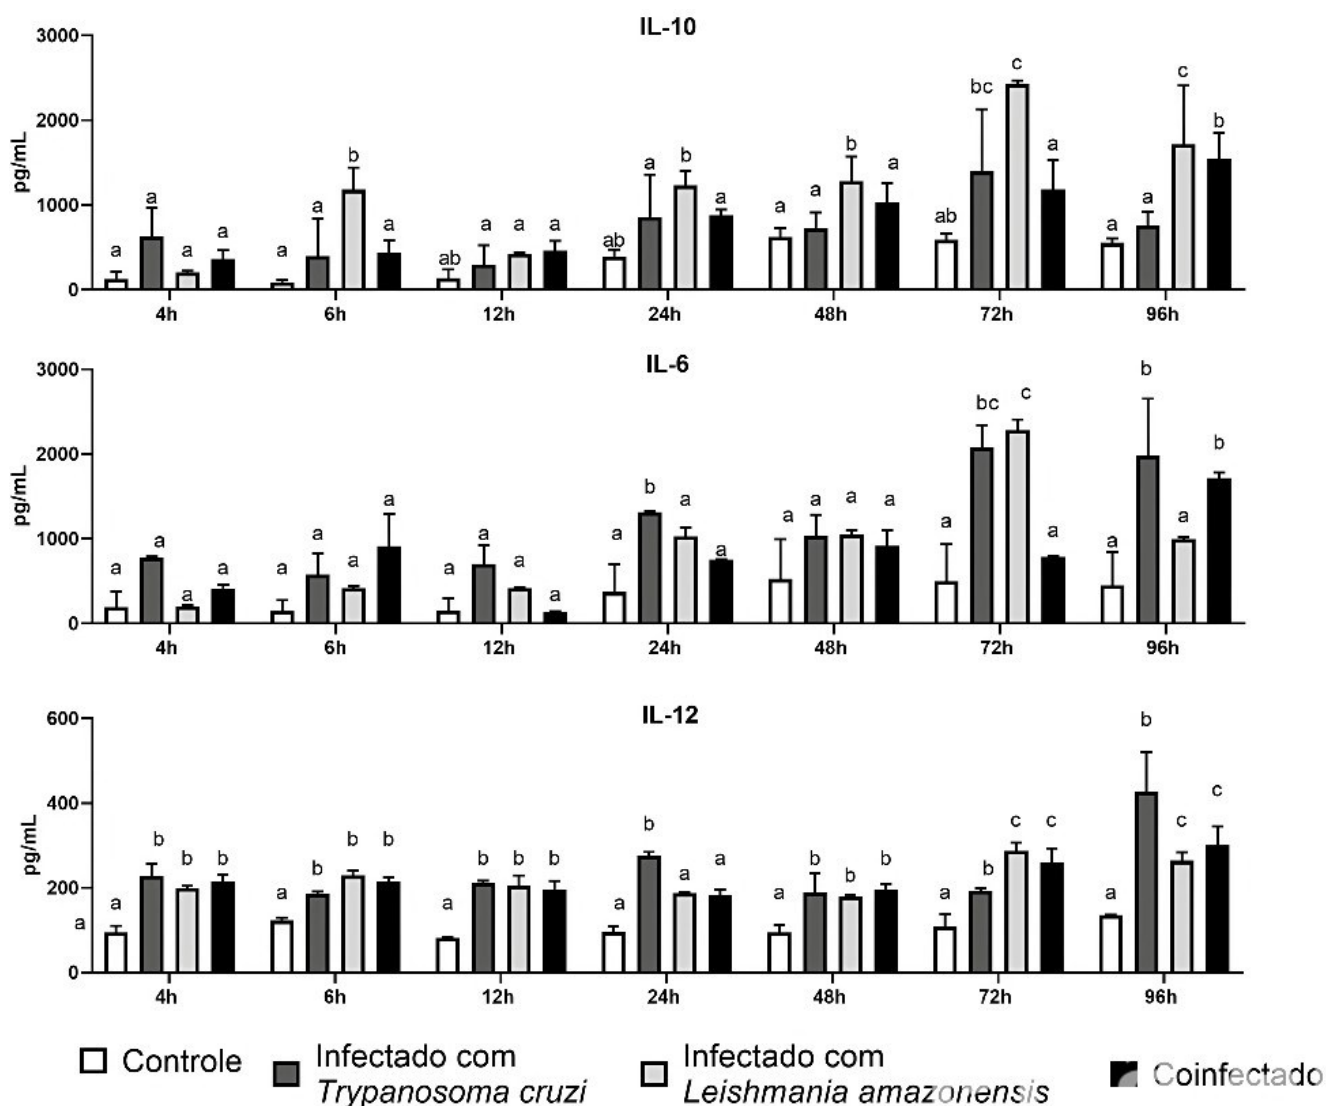 IL-10
3000
2000
1000
0
pg/mL
a a a a
a a b a
ab a a a
ab a b a
a a b a
ab bc c a
a a c b
4h 6h 12h 24h 48h 72h 96h
IL-6
3000
2000
1000
0
pg/mL
a a a a
a a a a
a a a a
a b a a
a a a a
a bc c a
a b a b
4h 6h 12h 24h 48h 72h 96h
IL-12
600
400
200
0
pg/mL
a
a b b b
a b b b
a b b b
a b a a
a b b b
a b c c
a b c c
4h 6h 12h 24h 48h 72h 96h
Controle
Infectado com
Trypanosoma cruzi
Infectado com
Leishmania amazonensis
Coinfectado